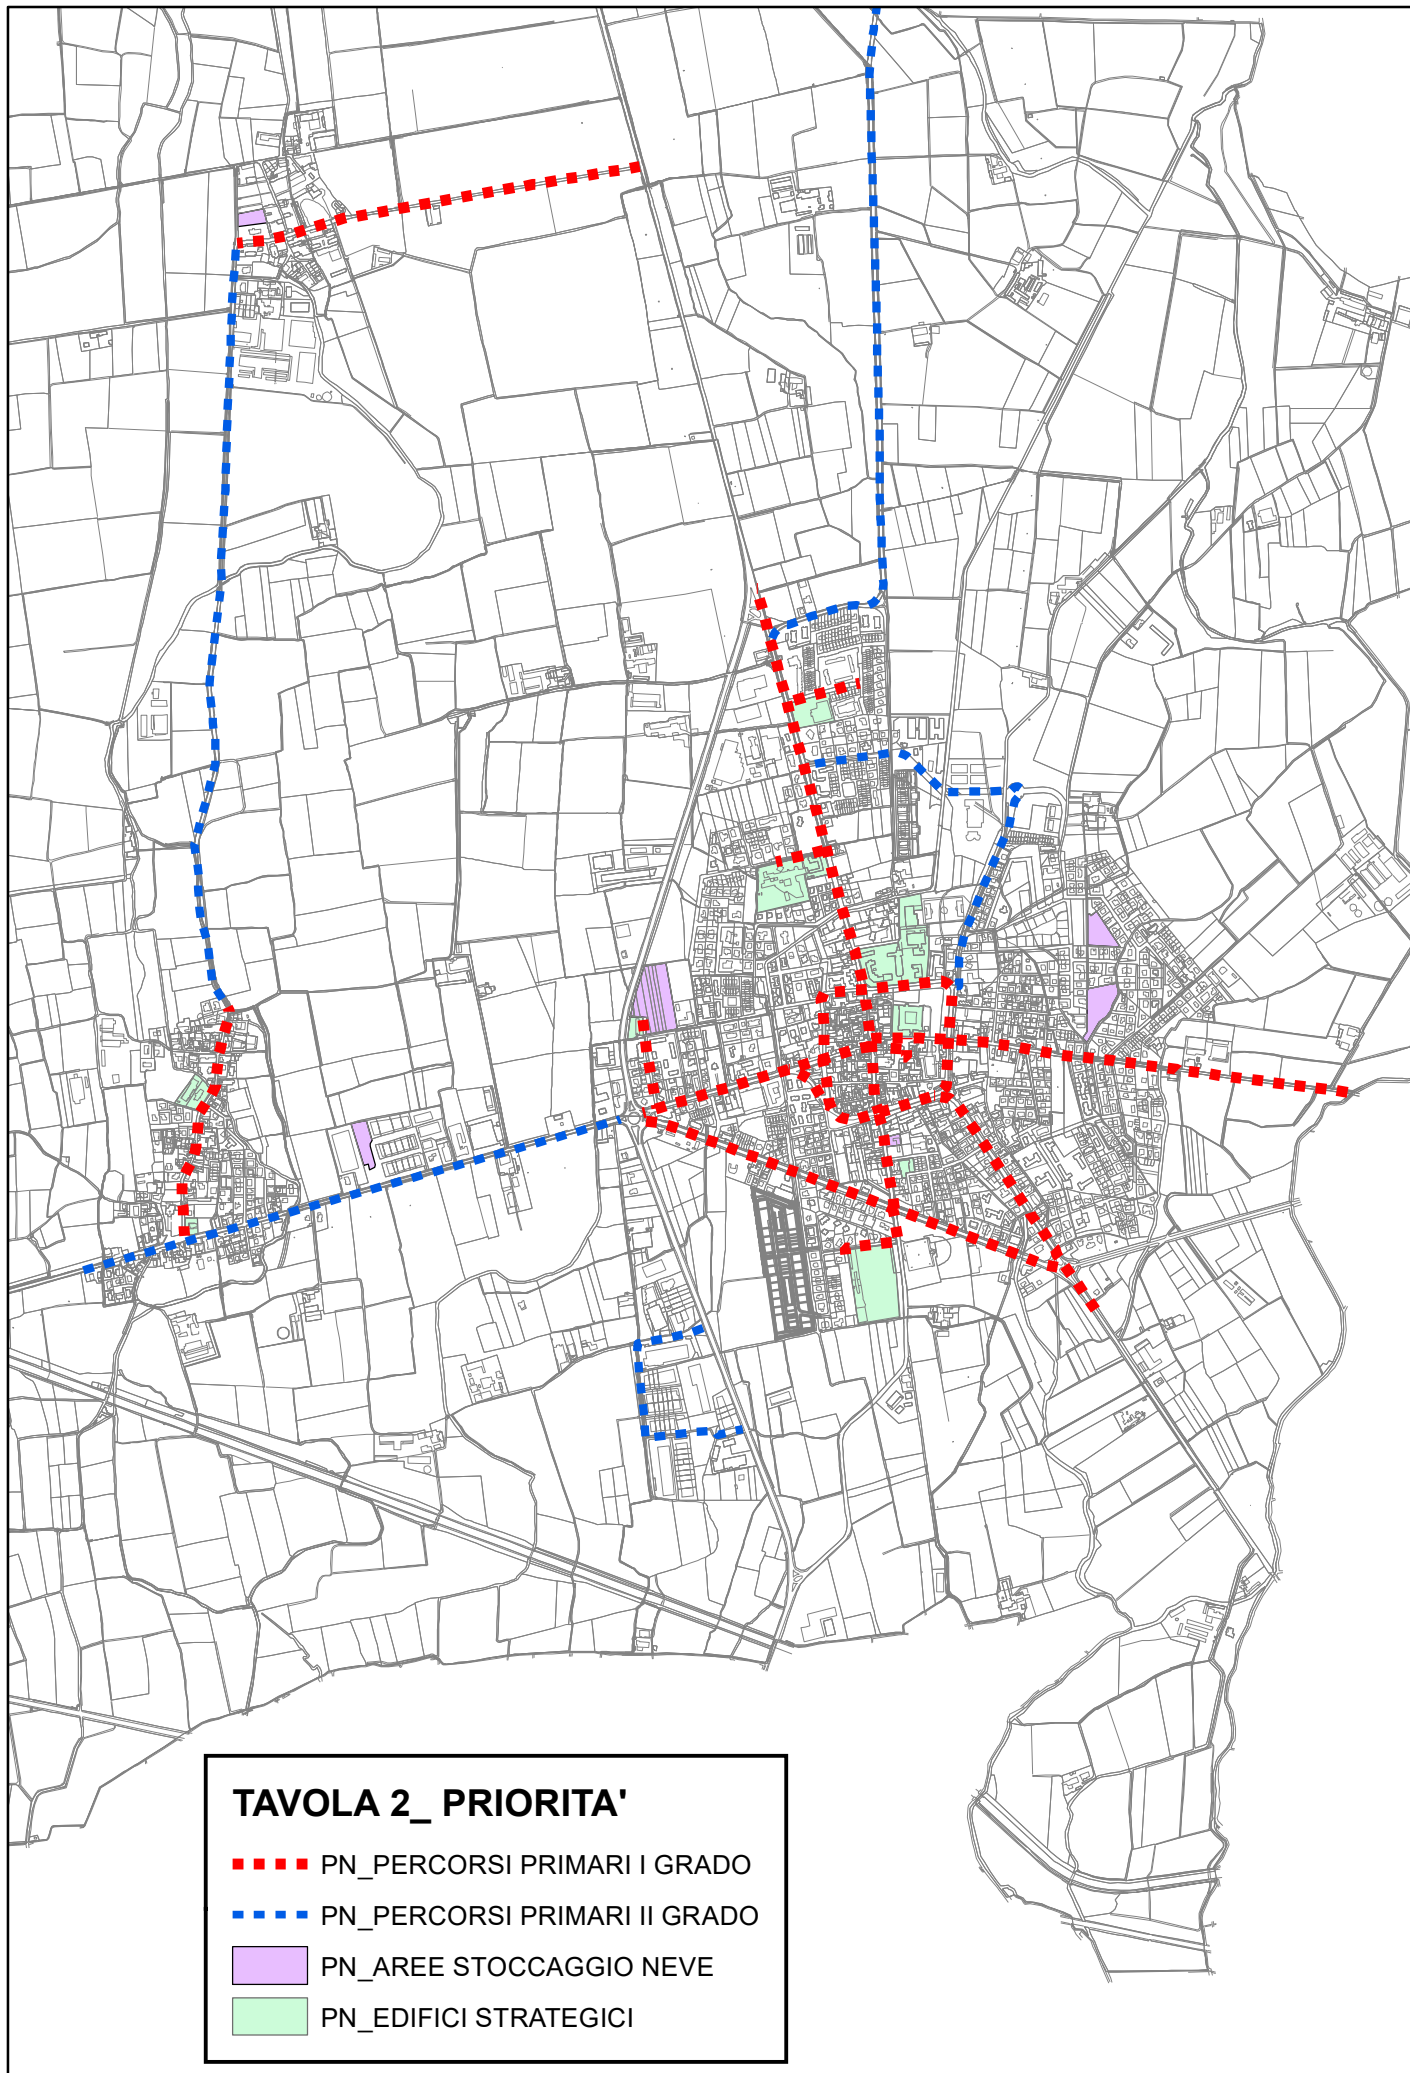 TAVOLA 2_ PRIORITA'
PN_PERCORSI PRIMARI I GRADO
PN_PERCORSI PRIMARI II GRADO
PN_AREE STOCCAGGIO NEVE
PN_EDIFICI STRATEGICI